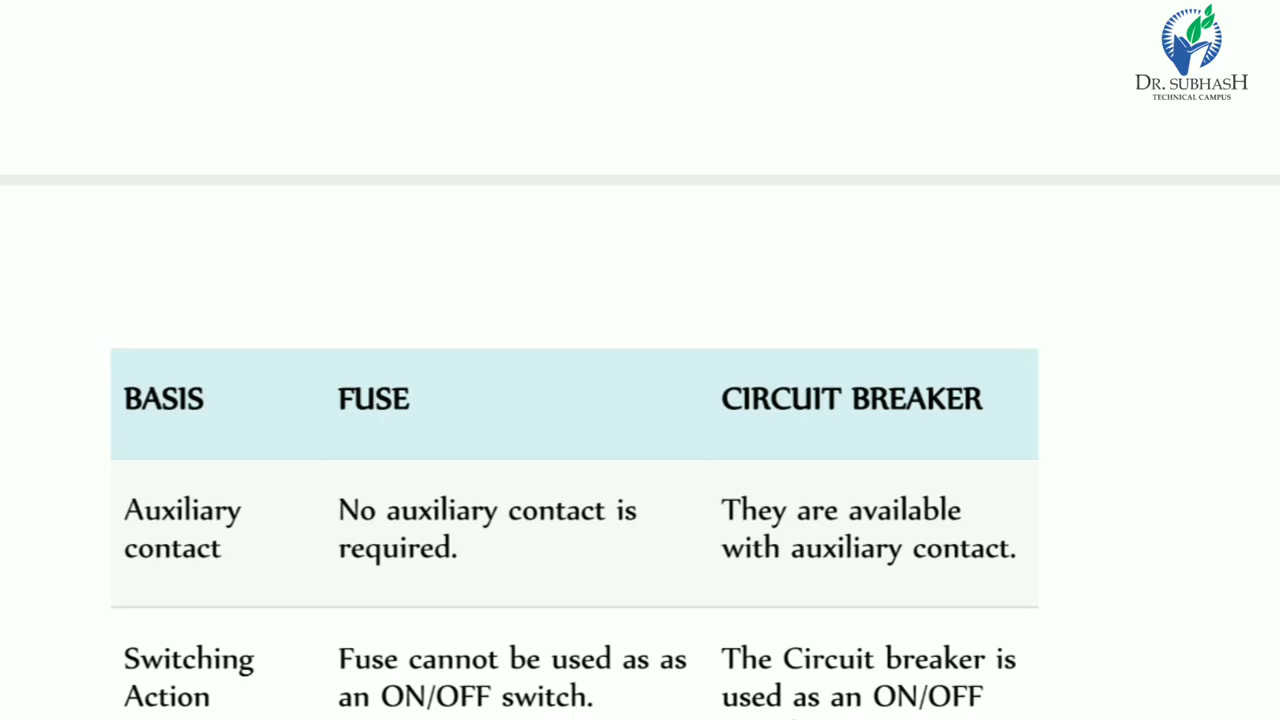 DR. SUBHASH
TECHNICAL CAMPUS
BASIS FUSE CIRCUIT BREAKER
Auxiliary No auxiliary contact is They are available
contact required. with auxiliary contact.
Switching Fuse cannot be used as as The Circuit breaker is
Action an ON/OFF switch. used as an ON/OFF